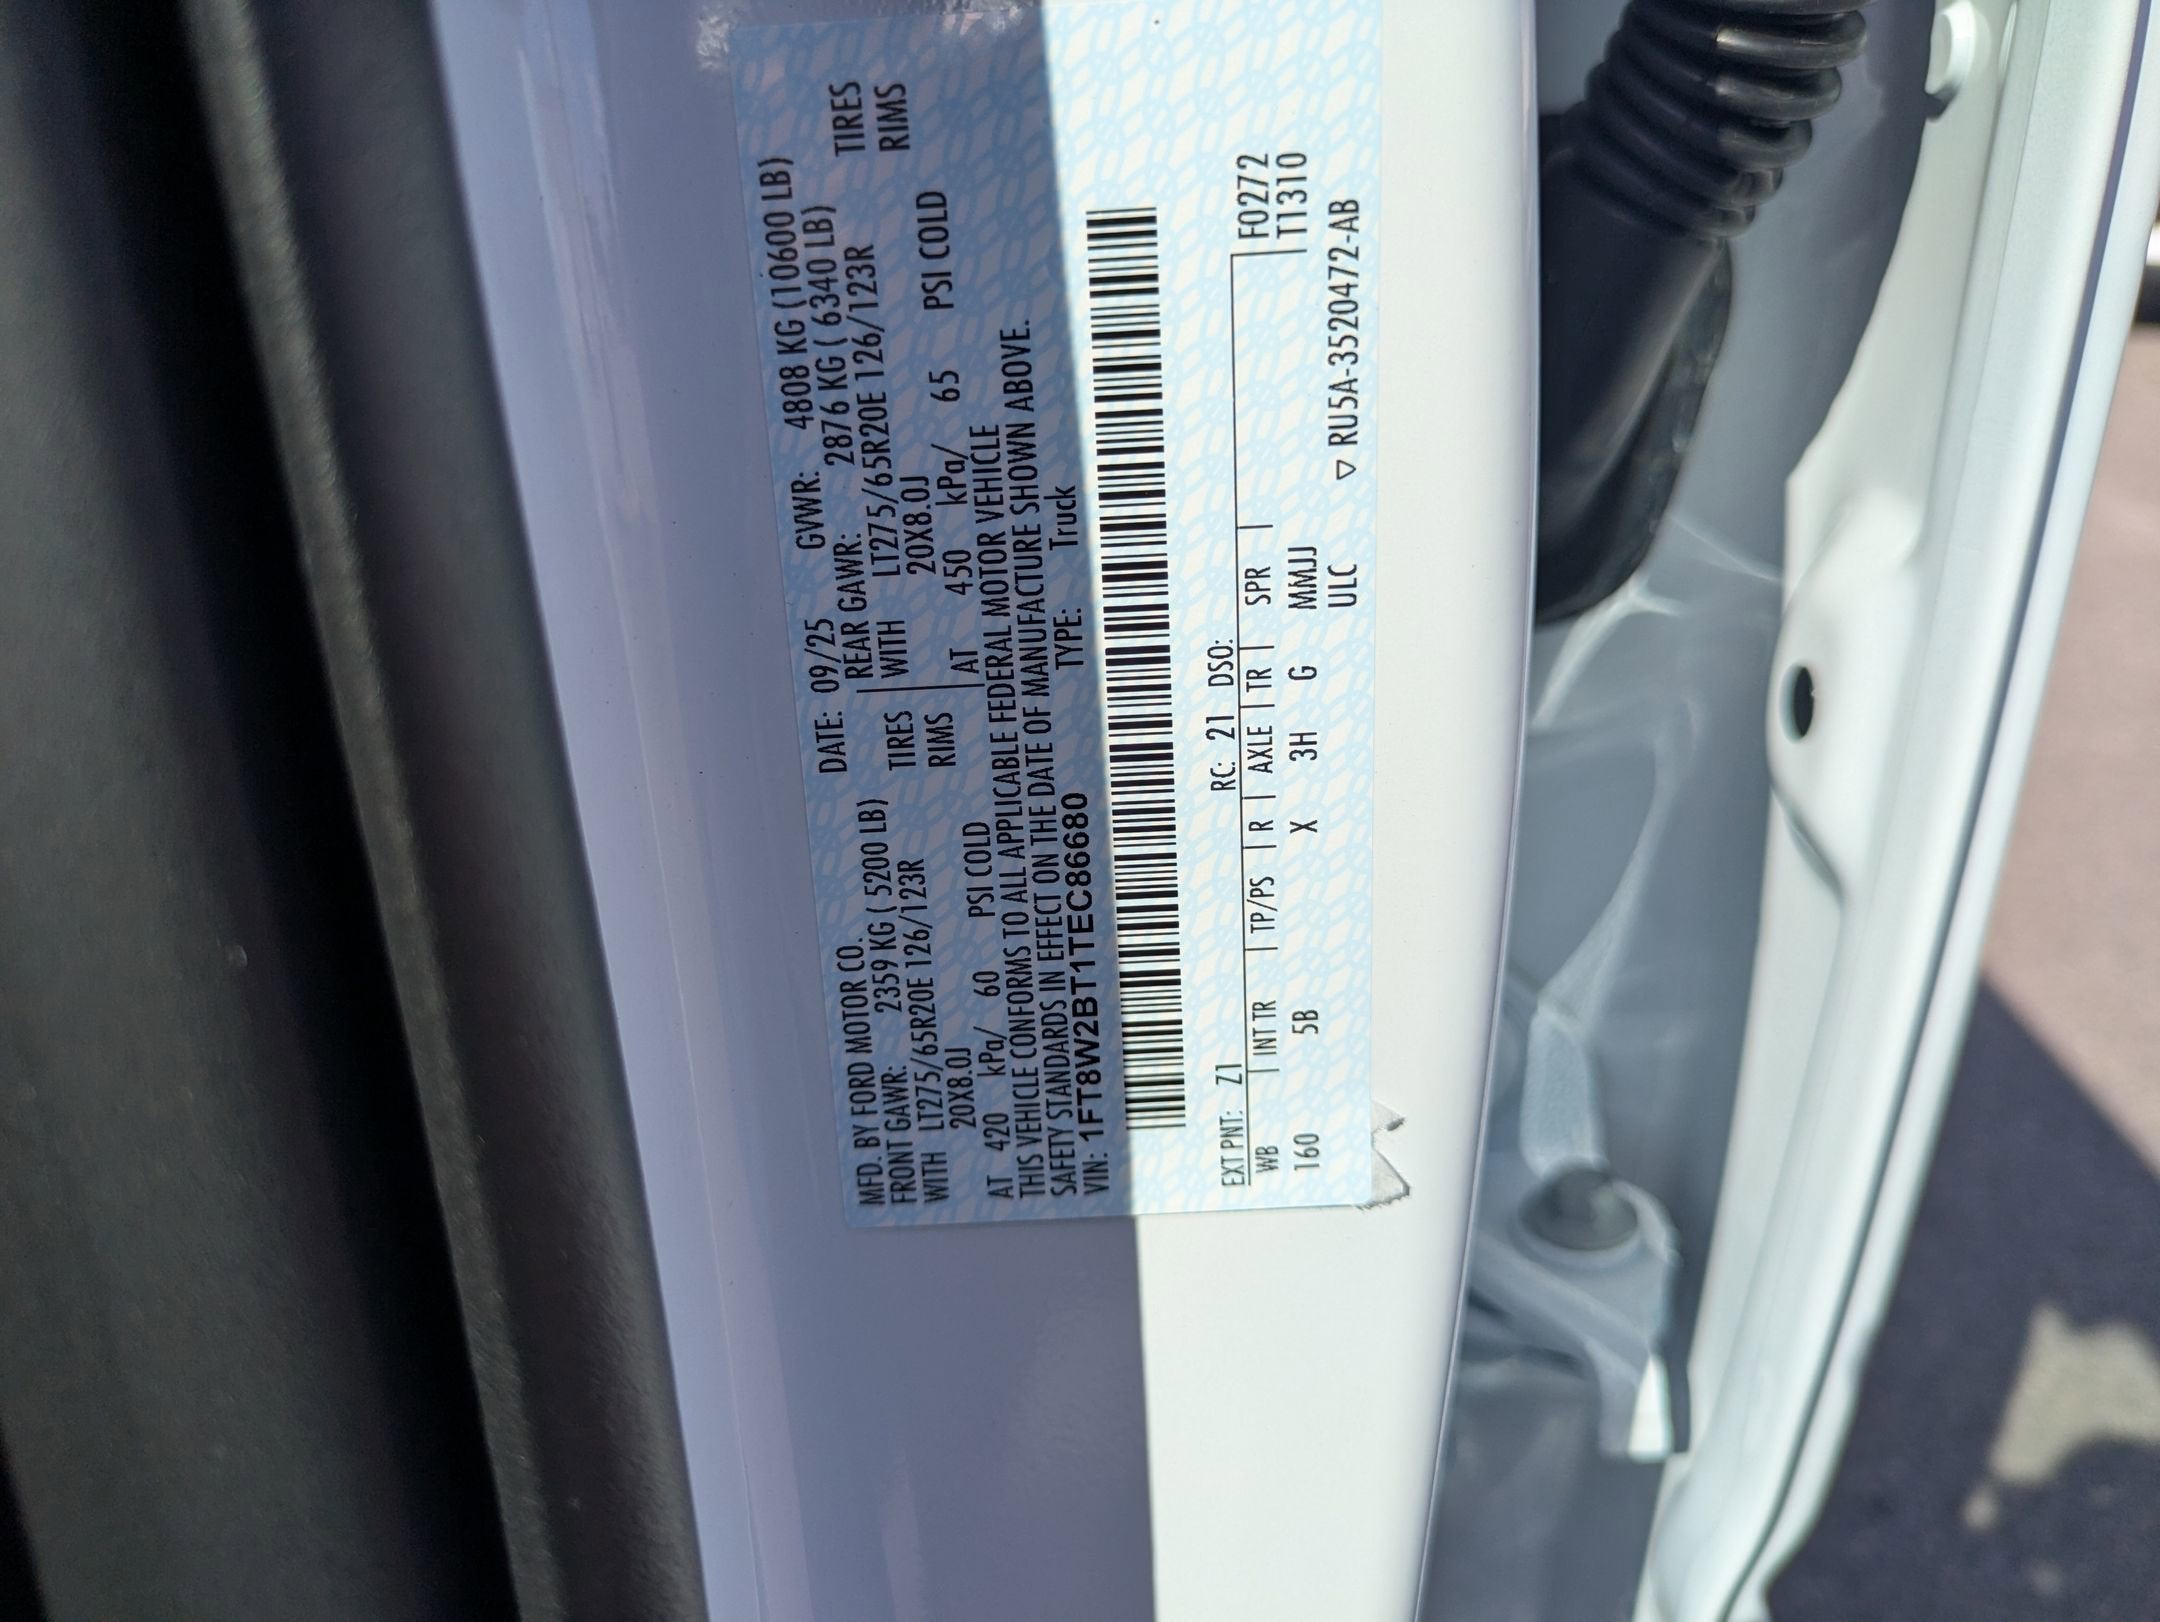 MFD. BY FORD MOTOR CO. DATE: 09/25 GVWR: 4808 KG (10600 LB)
FRONT GAWR: 2359 KG ( 5200 LB) REAR GAWR: 2876 KG ( 6340 LB)
WITH LT275/65R20E 126/123R TIRES WITH LT275/65R20E 126/123R TIRES
20X8.0J RIMS 20X8.0J RIMS
AT 420 kPa/ 60 PSI COLD AT 450 kPa/ 65 PSI COLD
THIS VEHICLE CONFORMS TO ALL APPLICABLE FEDERAL MOTOR VEHICLE
SAFETY STANDARDS IN EFFECT ON THE DATE OF MANUFACTURE SHOWN ABOVE.
VIN: 1FT8W2BT1TEC86680 TYPE: Truck
EXT PNT: Z1 RC: 21 DSO:
WB | INT TR | TP/PS | R | AXLE | TR | SPR | F0272
160 5B X 3H G MMJJ T1310
ULC ▽ RU5A-3520472-AB